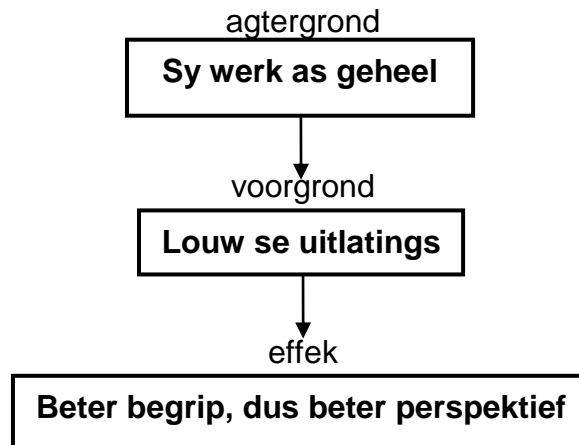 agtergrond
Sy werk as geheel
voorgrond
Louw se uitlatings
effek
Beter begrip, dus beter perspektief